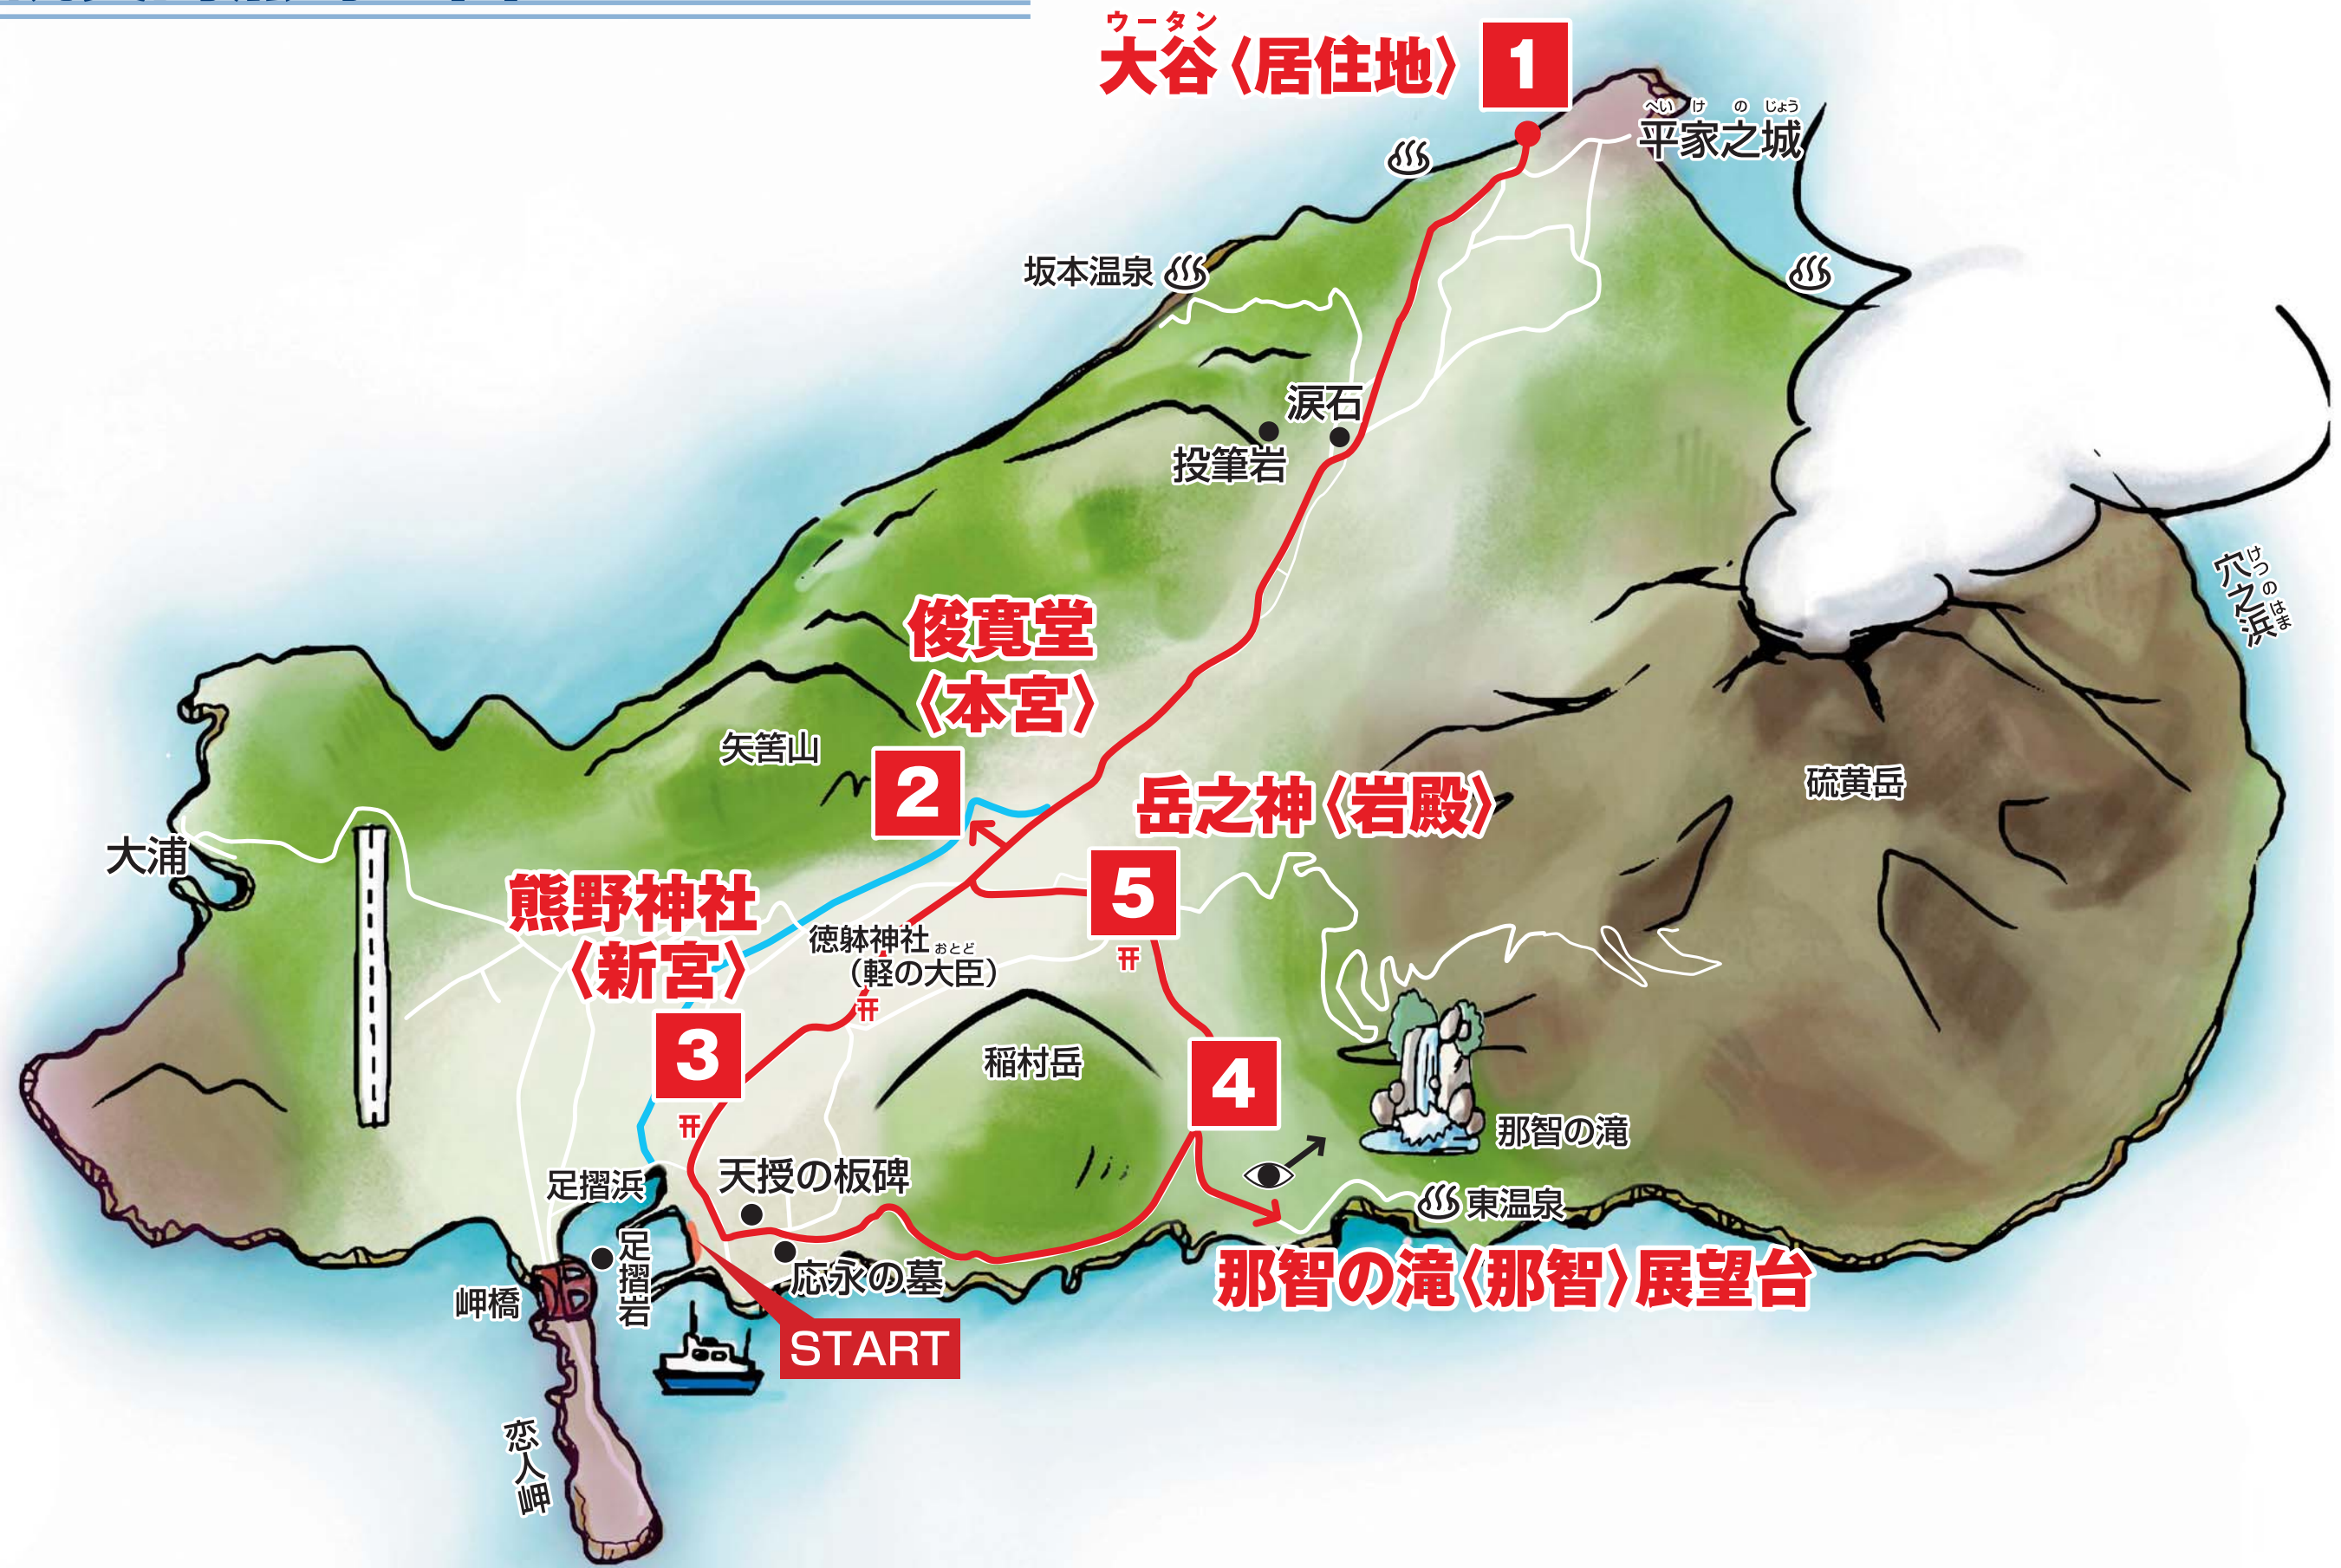 ウータン
大谷〈居住地〉
1
へいけのじょう
平家之城
坂本温泉
涙石
投筆岩
けつのはま
穴之浜
俊寛堂
〈本宮〉
2
矢筈山
岳之神〈岩殿〉
硫黄岳
大浦
5
熊野神社
〈新宮〉
徳躰神社
おとど
(軽の大臣)
3
稲村岳
4
那智の滝
天授の板碑
足摺浜
東温泉
足摺岩
応永の墓
那智の滝〈那智〉展望台
岬橋
START
恋人岬